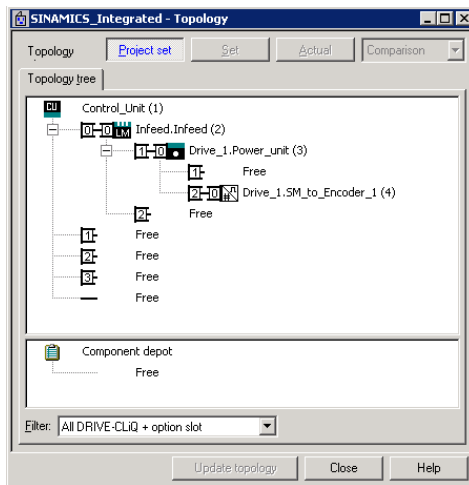 SINAMICS_Integrated - Topology
Topology Project set Set Actual Comparison
Topology tree
CU Control_Unit (1)
0 0 LM Infeed.Infeed (2)
1 0 Drive_1.Power_unit (3)
1 Free
2 0 Drive_1.SM_to_Encoder_1 (4)
2 Free
1 Free
2 Free
3 Free
Free
Component depot
Free
Filter: All DRIVE-CLiQ + option slot
Update topology Close Help